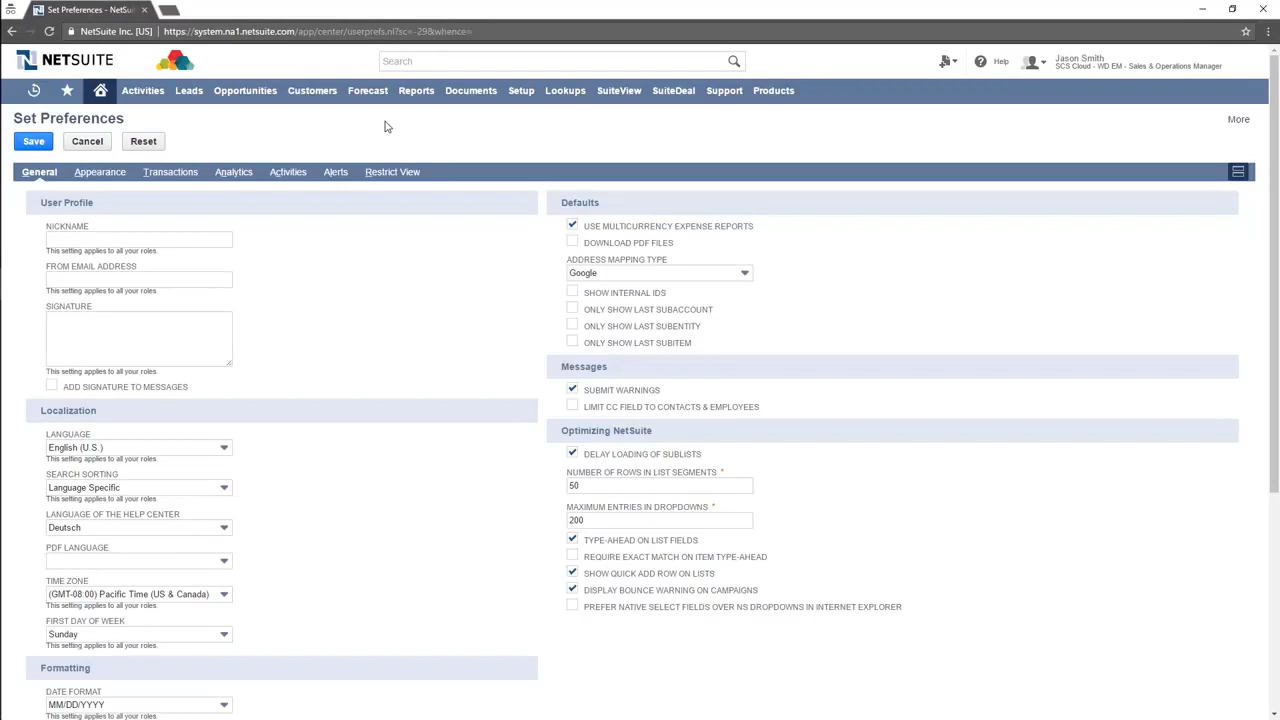 Set Preferences - NetSui
NetSuite Inc. [US]
https://system.na1.netsuite.com/app/center/userprefs.nl?sc=-29&whence=
NETSUITE
Search
Help
Jason Smith
SCS Cloud - WD EM - Sales & Operations Manager
Activities
Leads
Opportunities
Customers
Forecast
Reports
Documents
Setup
Lookups
SuiteView
SuiteDeal
Support
Products
Set Preferences
More
Save
Cancel
Reset
General
Appearance
Transactions
Analytics
Activities
Alerts
Restrict View
User Profile
NICKNAME
This setting applies to all your roles.
FROM EMAIL ADDRESS
This setting applies to all your roles.
SIGNATURE
This setting applies to all your roles.
ADD SIGNATURE TO MESSAGES
Localization
LANGUAGE
English (U.S.)
This setting applies to all your roles.
SEARCH SORTING
Language Specific
This setting applies to all your roles.
LANGUAGE OF THE HELP CENTER
Deutsch
PDF LANGUAGE
TIME ZONE
(GMT-08:00) Pacific Time (US & Canada)
This setting applies to all your roles.
FIRST DAY OF WEEK
Sunday
This setting applies to all your roles.
Formatting
DATE FORMAT
MM/DD/YYYY
This setting applies to all your roles.
Defaults
USE MULTICURRENCY EXPENSE REPORTS
DOWNLOAD PDF FILES
ADDRESS MAPPING TYPE
Google
SHOW INTERNAL IDS
ONLY SHOW LAST SUBACCOUNT
ONLY SHOW LAST SUBENTITY
ONLY SHOW LAST SUBITEM
Messages
SUBMIT WARNINGS
LIMIT CC FIELD TO CONTACTS & EMPLOYEES
Optimizing NetSuite
DELAY LOADING OF SUBLISTS
NUMBER OF ROWS IN LIST SEGMENTS *
50
MAXIMUM ENTRIES IN DROPDOWNS *
200
TYPE-AHEAD ON LIST FIELDS
REQUIRE EXACT MATCH ON ITEM TYPE-AHEAD
SHOW QUICK ADD ROW ON LISTS
DISPLAY BOUNCE WARNING ON CAMPAIGNS
PREFER NATIVE SELECT FIELDS OVER NS DROPDOWNS IN INTERNET EXPLORER